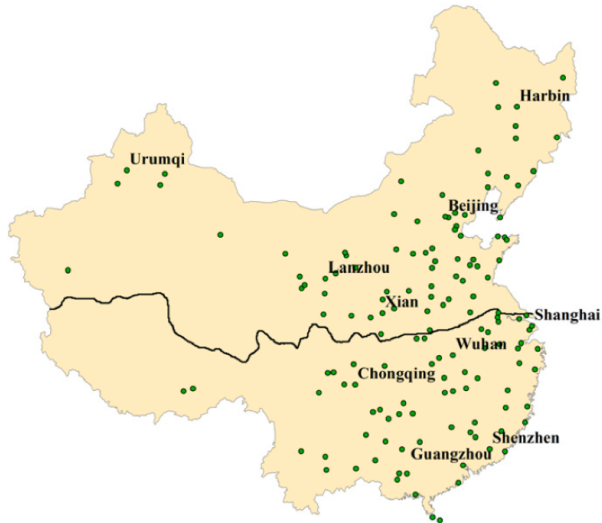 Harbin
Urumqi
Beijing
Lanzhou
Xian
Shanghai
Wuhan
Chongqing
Shenzhen
Guangzhou